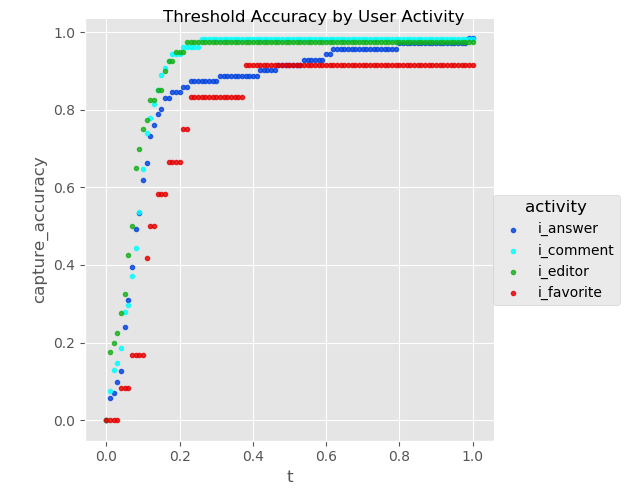 Threshold Accuracy by User Activity
1.0
0.8
0.6
0.4
0.2
0.0
capture_accuracy
0.0 0.2 0.4 0.6 0.8 1.0
t
activity
i_answer
i_comment
i_editor
i_favorite